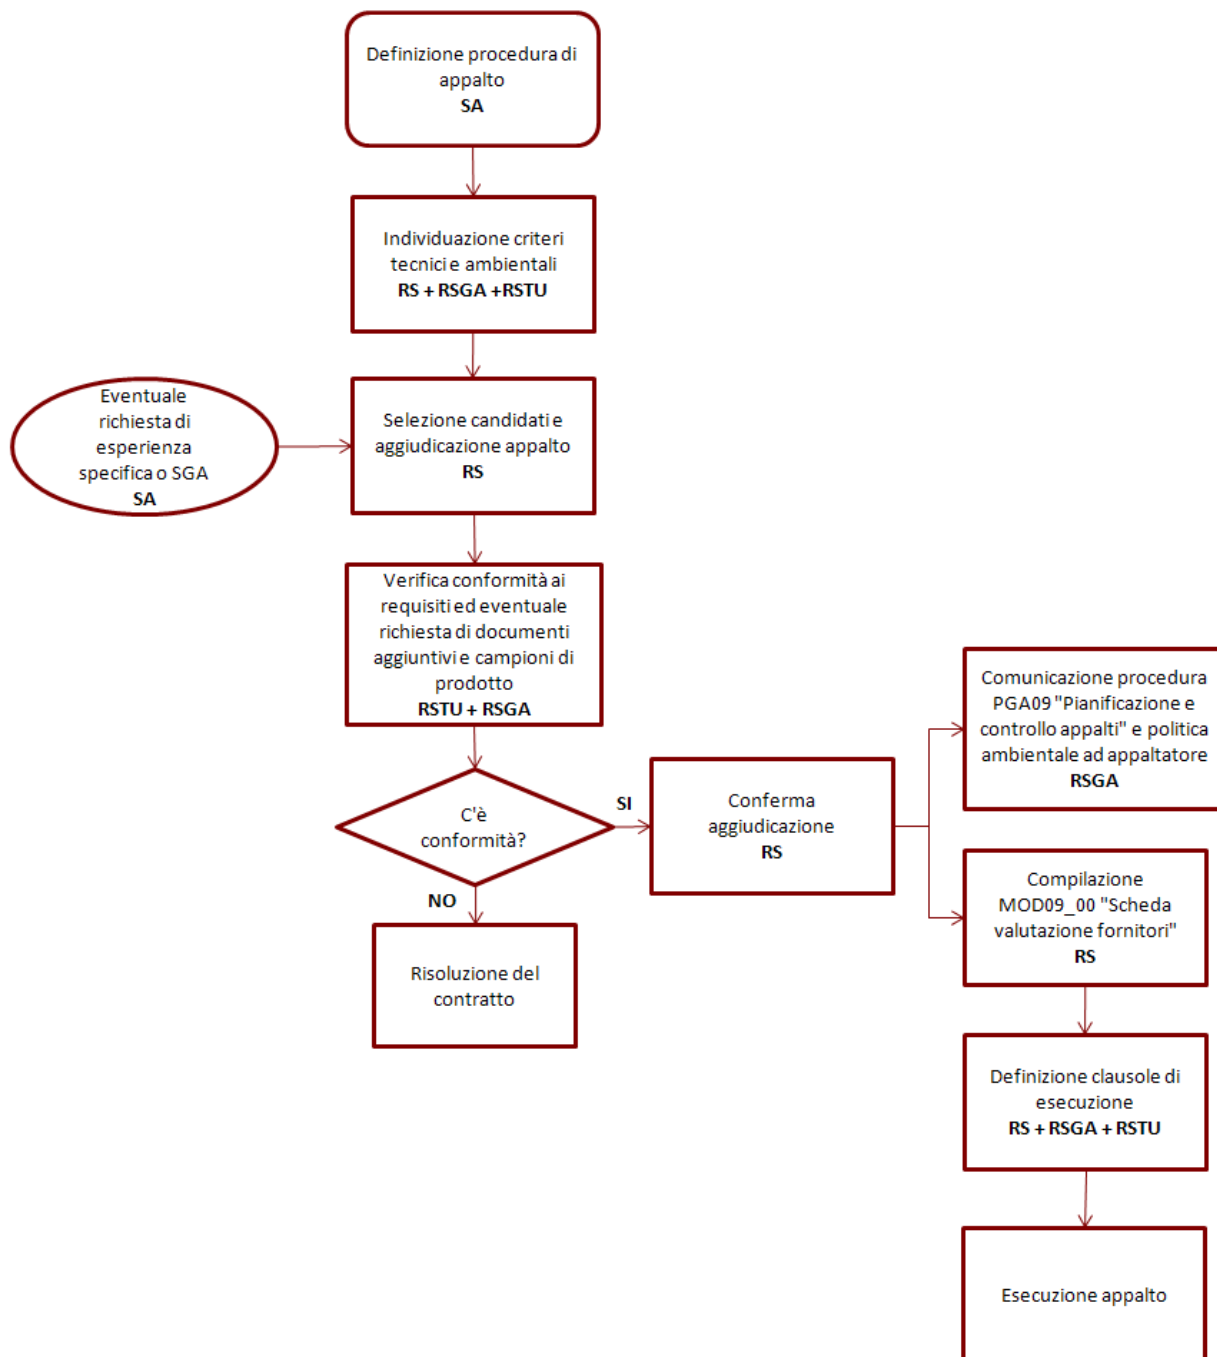 Definizione procedura di
appalto
SA
Individuazione criteri
tecnici e ambientali
RS + RSGA +RSTU
Eventuale
richiesta di
esperienza
specifica o SGA
SA
Selezione candidati e
aggiudicazione appalto
RS
Verifica conformità ai
requisiti ed eventuale
richiesta di documenti
aggiuntivi e campioni di
prodotto
RSTU + RSGA
C'è
conformità?
SI
NO
Risoluzione del
contratto
Conferma
aggiudicazione
RS
Comunicazione procedura
PGA09 "Pianificazione e
controllo appalti" e politica
ambientale ad appaltatore
RSGA
Compilazione
MOD09_00 "Scheda
valutazione fornitori"
RS
Definizione clausole di
esecuzione
RS + RSGA + RSTU
Esecuzione appalto